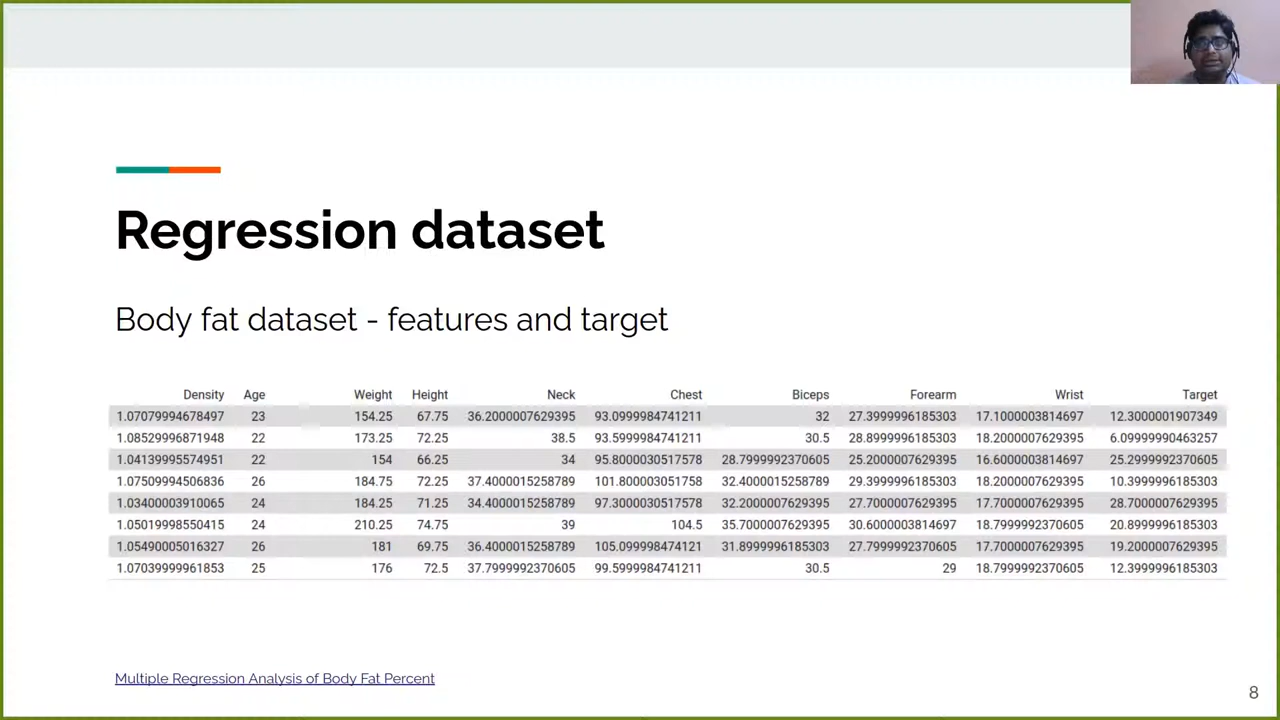 Regression dataset
Body fat dataset - features and target
Density Age Weight Height Neck Chest Biceps Forearm Wrist Target
1.07079994678497 23 154.25 67.75 36.2000007629395 93.0999984741211 32 27.3999996185303 17.1000003814697 12.3000001907349
1.08529996871948 22 173.25 72.25 38.5 93.5999984741211 30.5 28.8999996185303 18.2000007629395 6.09999990463257
1.04139995574951 22 154 66.25 34 95.8000030517578 28.7999992370605 25.2000007629395 16.6000003814697 25.2999992370605
1.07509994506836 26 184.75 72.25 37.4000015258789 101.800003051758 32.4000015258789 29.3999996185303 18.2000007629395 10.3999996185303
1.03400003910065 24 184.25 71.25 34.4000015258789 97.3000030517578 32.2000007629395 27.7000007629395 17.7000007629395 28.7000007629395
1.05019998550415 24 210.25 74.75 39 104.5 35.7000007629395 30.6000003814697 18.7999992370605 20.8999996185303
1.05490005016327 26 181 69.75 36.4000015258789 105.099998474121 31.8999996185303 27.7999992370605 17.7000007629395 19.2000007629395
1.07039999961853 25 176 72.5 37.7999992370605 99.5999984741211 30.5 29 18.7999992370605 12.3999996185303
Multiple Regression Analysis of Body Fat Percent
8